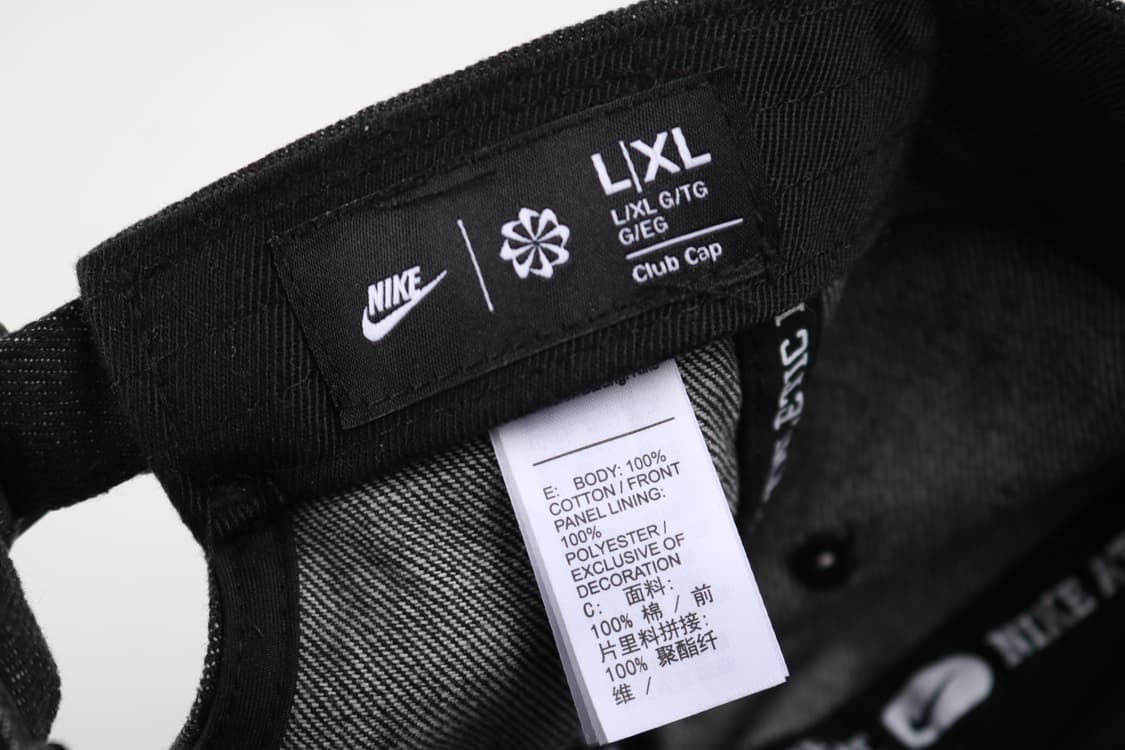 NIKE
L|XL
L/XL G/TG
G/EG
Club Cap
E: BODY: 100%
COTTON / FRONT
PANEL LINING:
100%
POLYESTER /
EXCLUSIVE OF
DECORATION
C: 面料:
100% 棉 / 前
片里料拼接:
100% 聚酯纤
维 /
ETIC
NIKE